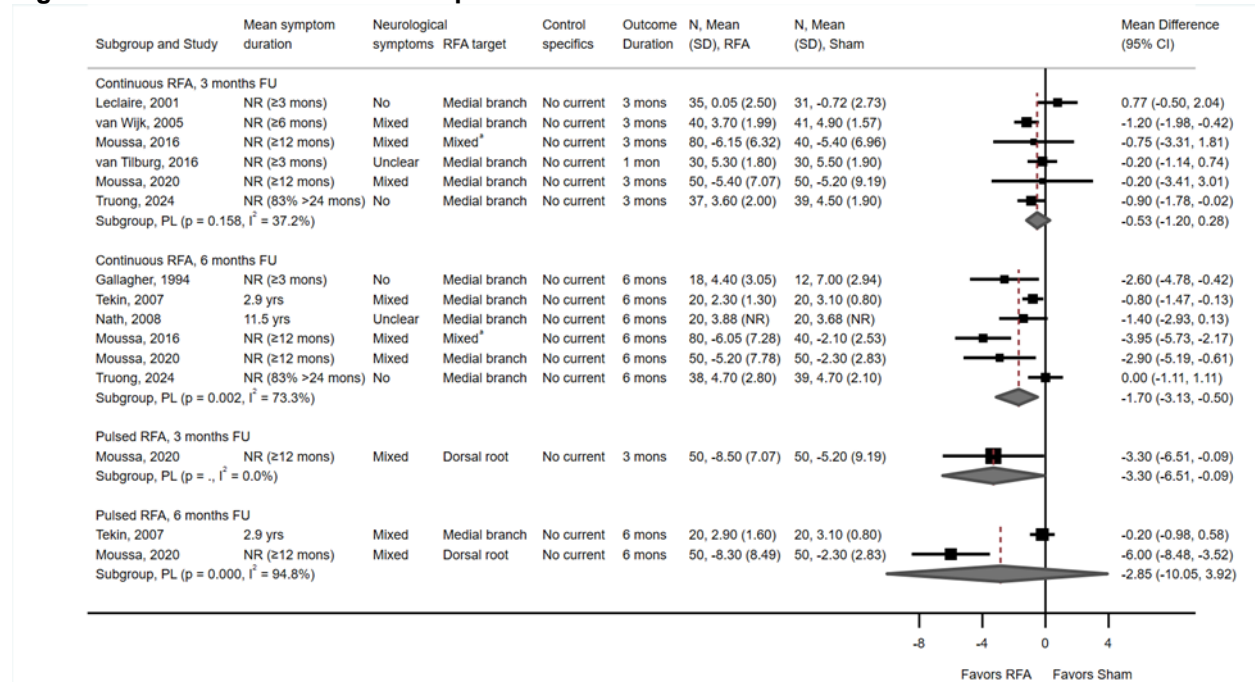 Mean symptom Neurological Control Outcome N, Mean N, Mean Mean Difference
Subgroup and Study duration symptoms RFA target specifics Duration (SD), RFA (SD), Sham (95% CI)
Continuous RFA, 3 months FU
Leclaire, 2001 NR (≥3 mons) No Medial branch No current 3 mons 35, 0.05 (2.50) 31, -0.72 (2.73) 0.77 (-0.50, 2.04)
van Wijk, 2005 NR (≥6 mons) Mixed Medial branch No current 3 mons 40, 3.70 (1.99) 41, 4.90 (1.57) -1.20 (-1.98, -0.42)
Moussa, 2016 NR (≥12 mons) Mixed Mixedª No current 3 mons 80, -6.15 (6.32) 40, -5.40 (6.96) -0.75 (-3.31, 1.81)
van Tilburg, 2016 NR (≥3 mons) Unclear Medial branch No current 1 mon 30, 5.30 (1.80) 30, 5.50 (1.90) -0.20 (-1.14, 0.74)
Moussa, 2020 NR (≥12 mons) Mixed Medial branch No current 3 mons 50, -5.40 (7.07) 50, -5.20 (9.19) -0.20 (-3.41, 3.01)
Truong, 2024 NR (83% >24 mons) No Medial branch No current 3 mons 37, 3.60 (2.00) 39, 4.50 (1.90) -0.90 (-1.78, -0.02)
Subgroup, PL (p = 0.158, I² = 37.2%) -0.53 (-1.20, 0.28)
Continuous RFA, 6 months FU
Gallagher, 1994 NR (≥3 mons) No Medial branch No current 6 mons 18, 4.40 (3.05) 12, 7.00 (2.94) -2.60 (-4.78, -0.42)
Tekin, 2007 2.9 yrs Mixed Medial branch No current 6 mons 20, 2.30 (1.30) 20, 3.10 (0.80) -0.80 (-1.47, -0.13)
Nath, 2008 11.5 yrs Unclear Medial branch No current 6 mons 20, 3.88 (NR) 20, 3.68 (NR) -1.40 (-2.93, 0.13)
Moussa, 2016 NR (≥12 mons) Mixed Mixedª No current 6 mons 80, -6.05 (7.28) 40, -2.10 (2.53) -3.95 (-5.73, -2.17)
Moussa, 2020 NR (≥12 mons) Mixed Medial branch No current 6 mons 50, -5.20 (7.78) 50, -2.30 (2.83) -2.90 (-5.19, -0.61)
Truong, 2024 NR (83% >24 mons) No Medial branch No current 6 mons 38, 4.70 (2.80) 39, 4.70 (2.10) 0.00 (-1.11, 1.11)
Subgroup, PL (p = 0.002, I² = 73.3%) -1.70 (-3.13, -0.50)
Pulsed RFA, 3 months FU
Moussa, 2020 NR (≥12 mons) Mixed Dorsal root No current 3 mons 50, -8.50 (7.07) 50, -5.20 (9.19) -3.30 (-6.51, -0.09)
Subgroup, PL (p = ., I² = 0.0%) -3.30 (-6.51, -0.09)
Pulsed RFA, 6 months FU
Tekin, 2007 2.9 yrs Mixed Medial branch No current 6 mons 20, 2.90 (1.60) 20, 3.10 (0.80) -0.20 (-0.98, 0.58)
Moussa, 2020 NR (≥12 mons) Mixed Dorsal root No current 6 mons 50, -8.30 (8.49) 50, -2.30 (2.83) -6.00 (-8.48, -3.52)
Subgroup, PL (p = 0.000, I² = 94.8%) -2.85 (-10.05, 3.92)
-8 -4 0 4
Favors RFA Favors Sham